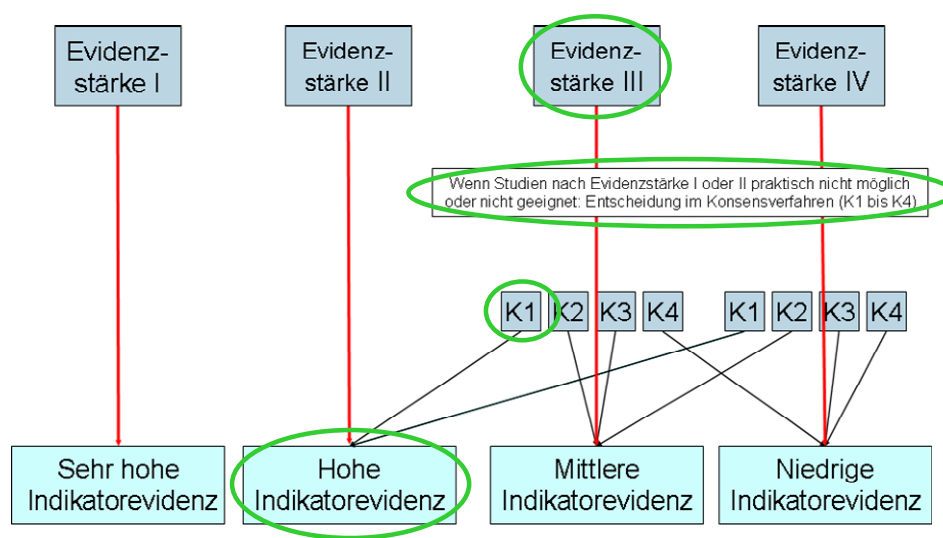 Evidenz-
stärke I
Evidenz-
stärke II
Evidenz-
stärke III
Evidenz-
stärke IV
Wenn Studien nach Evidenzstärke I oder II praktisch nicht möglich
oder nicht geeignet: Entscheidung im Konsensverfahren (K1 bis K4)
K1 K2 K3 K4 K1 K2 K3 K4
Sehr hohe
Indikatorevidenz
Hohe
Indikatorevidenz
Mittlere
Indikatorevidenz
Niedrige
Indikatorevidenz